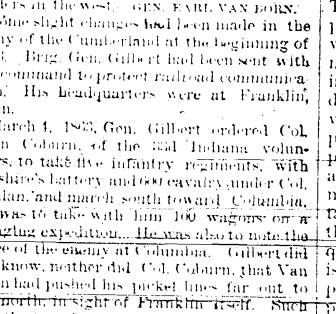 ders in the west, GEN. EARL VAN DORN.
ome slight changes had been made in the
ny of the Cumberland at the beginning of
3. Brig. Gen. Gilbert had been sent with
command to protect railroad communica-
n. His headquarters were at Franklin,
n.
arch 4, 1863, Gen. Gilbert ordered Col.
n Coburn, of the 33d Indiana volun-
rs, to take five infantry regiments, with
shire's battery and 600 cavalry under Col.
dan, and march south toward Columbia.
was to take with him 100 wagons on a
aging expedition. He was also to note the
e of the enemy at Columbia. Gilbert did
know, neither did Col. Coburn, that Van
n had pushed his picket lines far out to
north, in sight of Franklin itself. Such